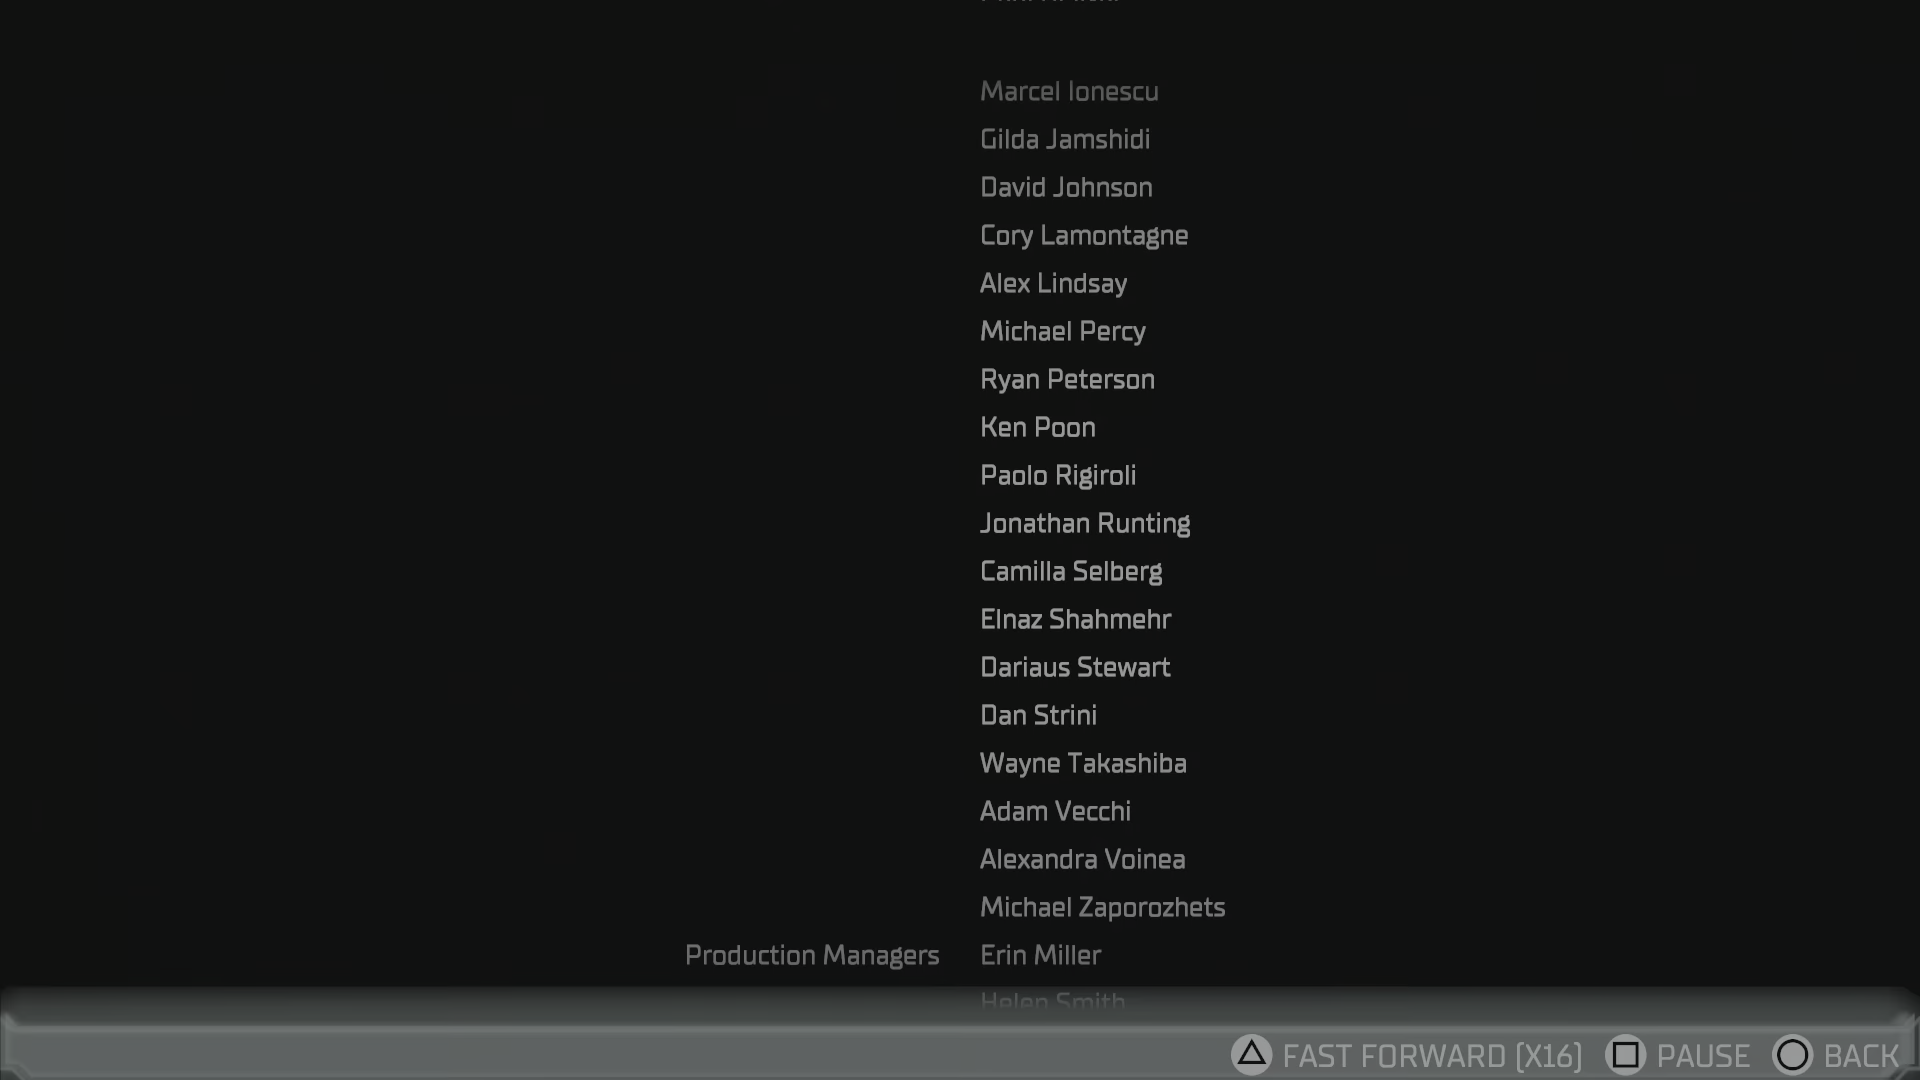 Marcel Ionescu
Gilda Jamshidi
David Johnson
Cory Lamontagne
Alex Lindsay
Michael Percy
Ryan Peterson
Ken Poon
Paolo Rigiroli
Jonathan Runting
Camilla Selberg
Elnaz Shahmehr
Dariaus Stewart
Dan Strini
Wayne Takashiba
Adam Vecchi
Alexandra Voinea
Michael Zaporozhets
Production Managers Erin Miller
Helen Smith
FAST FORWARD [X16] PAUSE BACK